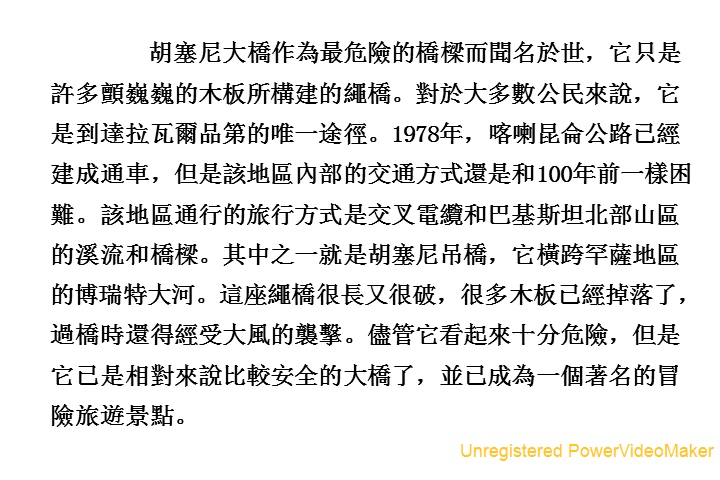 胡塞尼大橋作為最危險的橋樑而聞名於世，它只是
許多顫巍巍的木板所構建的繩橋。對於大多數公民來說，它
是到達拉瓦爾品第的唯一途徑。1978年，喀喇昆侖公路已經
建成通車，但是該地區內部的交通方式還是和100年前一樣困
難。該地區通行的旅行方式是交叉電纜和巴基斯坦北部山區
的溪流和橋樑。其中之一就是胡塞尼吊橋，它橫跨罕薩地區
的博瑞特大河。這座繩橋很長又很破，很多木板已經掉落了，
過橋時還得經受大風的襲擊。儘管它看起來十分危險，但是
它已是相對來說比較安全的大橋了，並已成為一個著名的冒
險旅遊景點。
Unregistered PowerVideoMaker